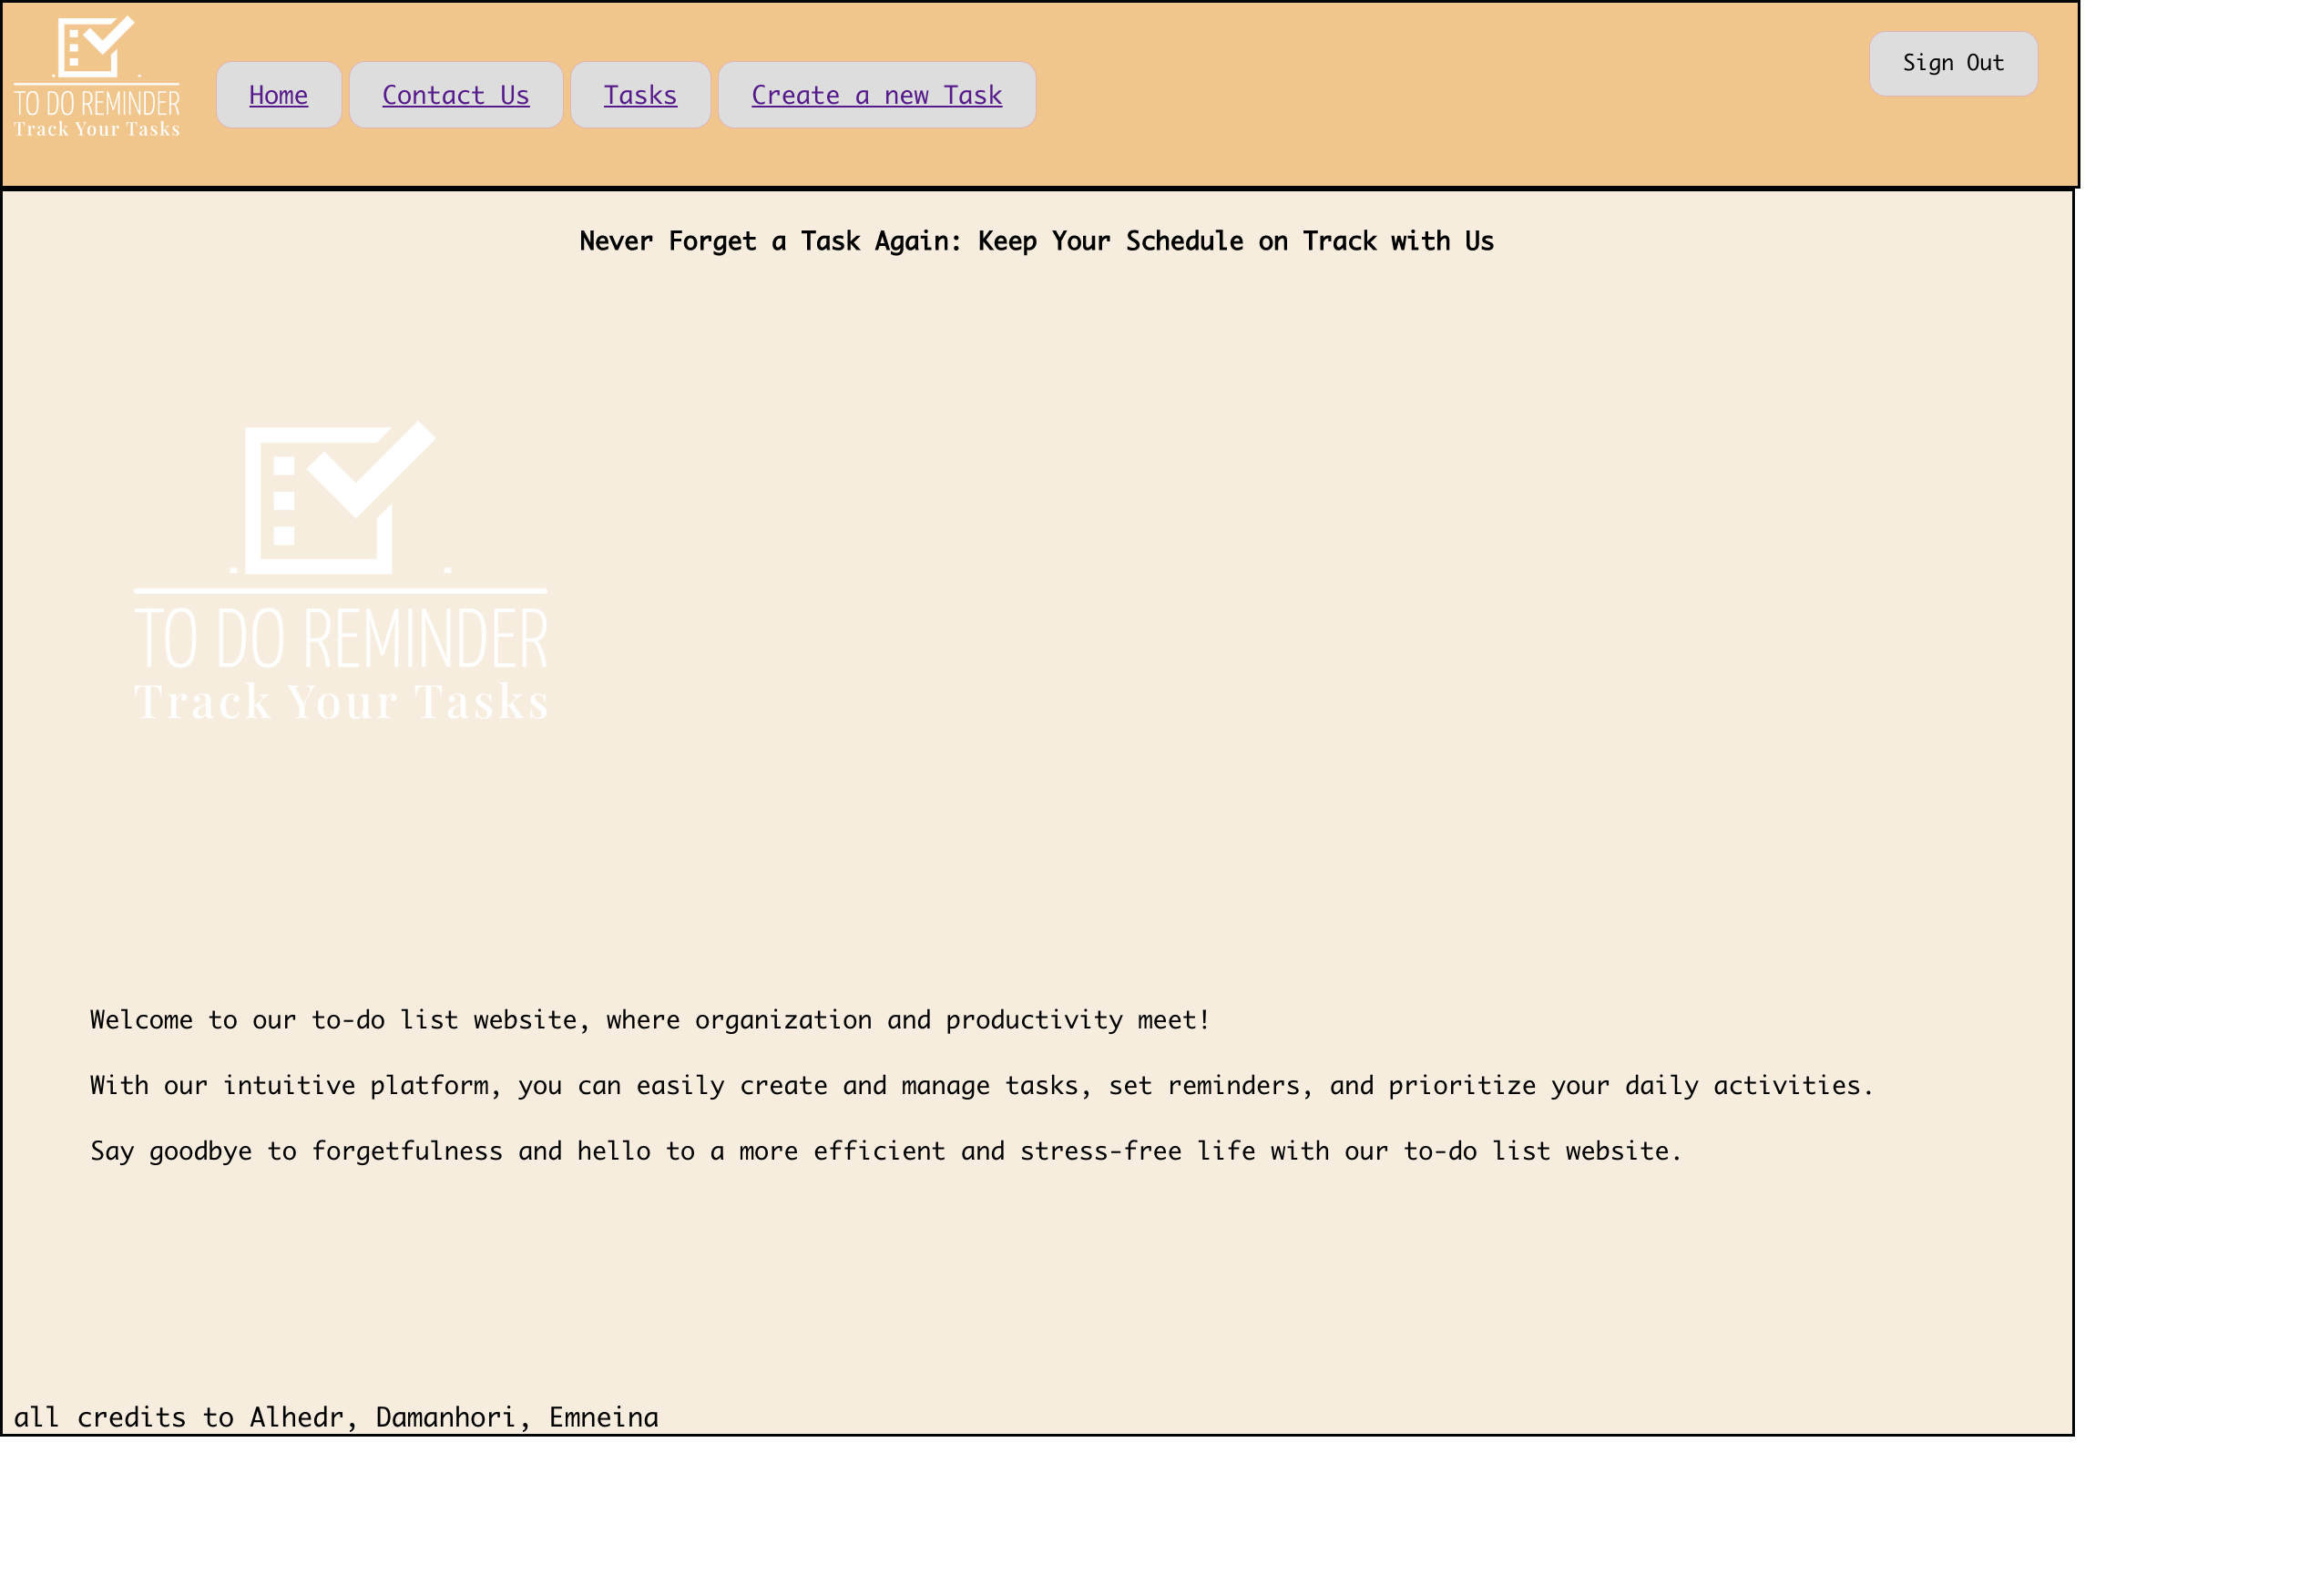 TO DO REMINDER
Track Your Tasks
Home
Contact Us
Tasks
Create a new Task
Sign Out
Never Forget a Task Again: Keep Your Schedule on Track with Us
TO DO REMINDER
Track Your Tasks
Welcome to our to-do list website, where organization and productivity meet!
With our intuitive platform, you can easily create and manage tasks, set reminders, and prioritize your daily activities.
Say goodbye to forgetfulness and hello to a more efficient and stress-free life with our to-do list website.
all credits to Alhedr, Damanhori, Emneina